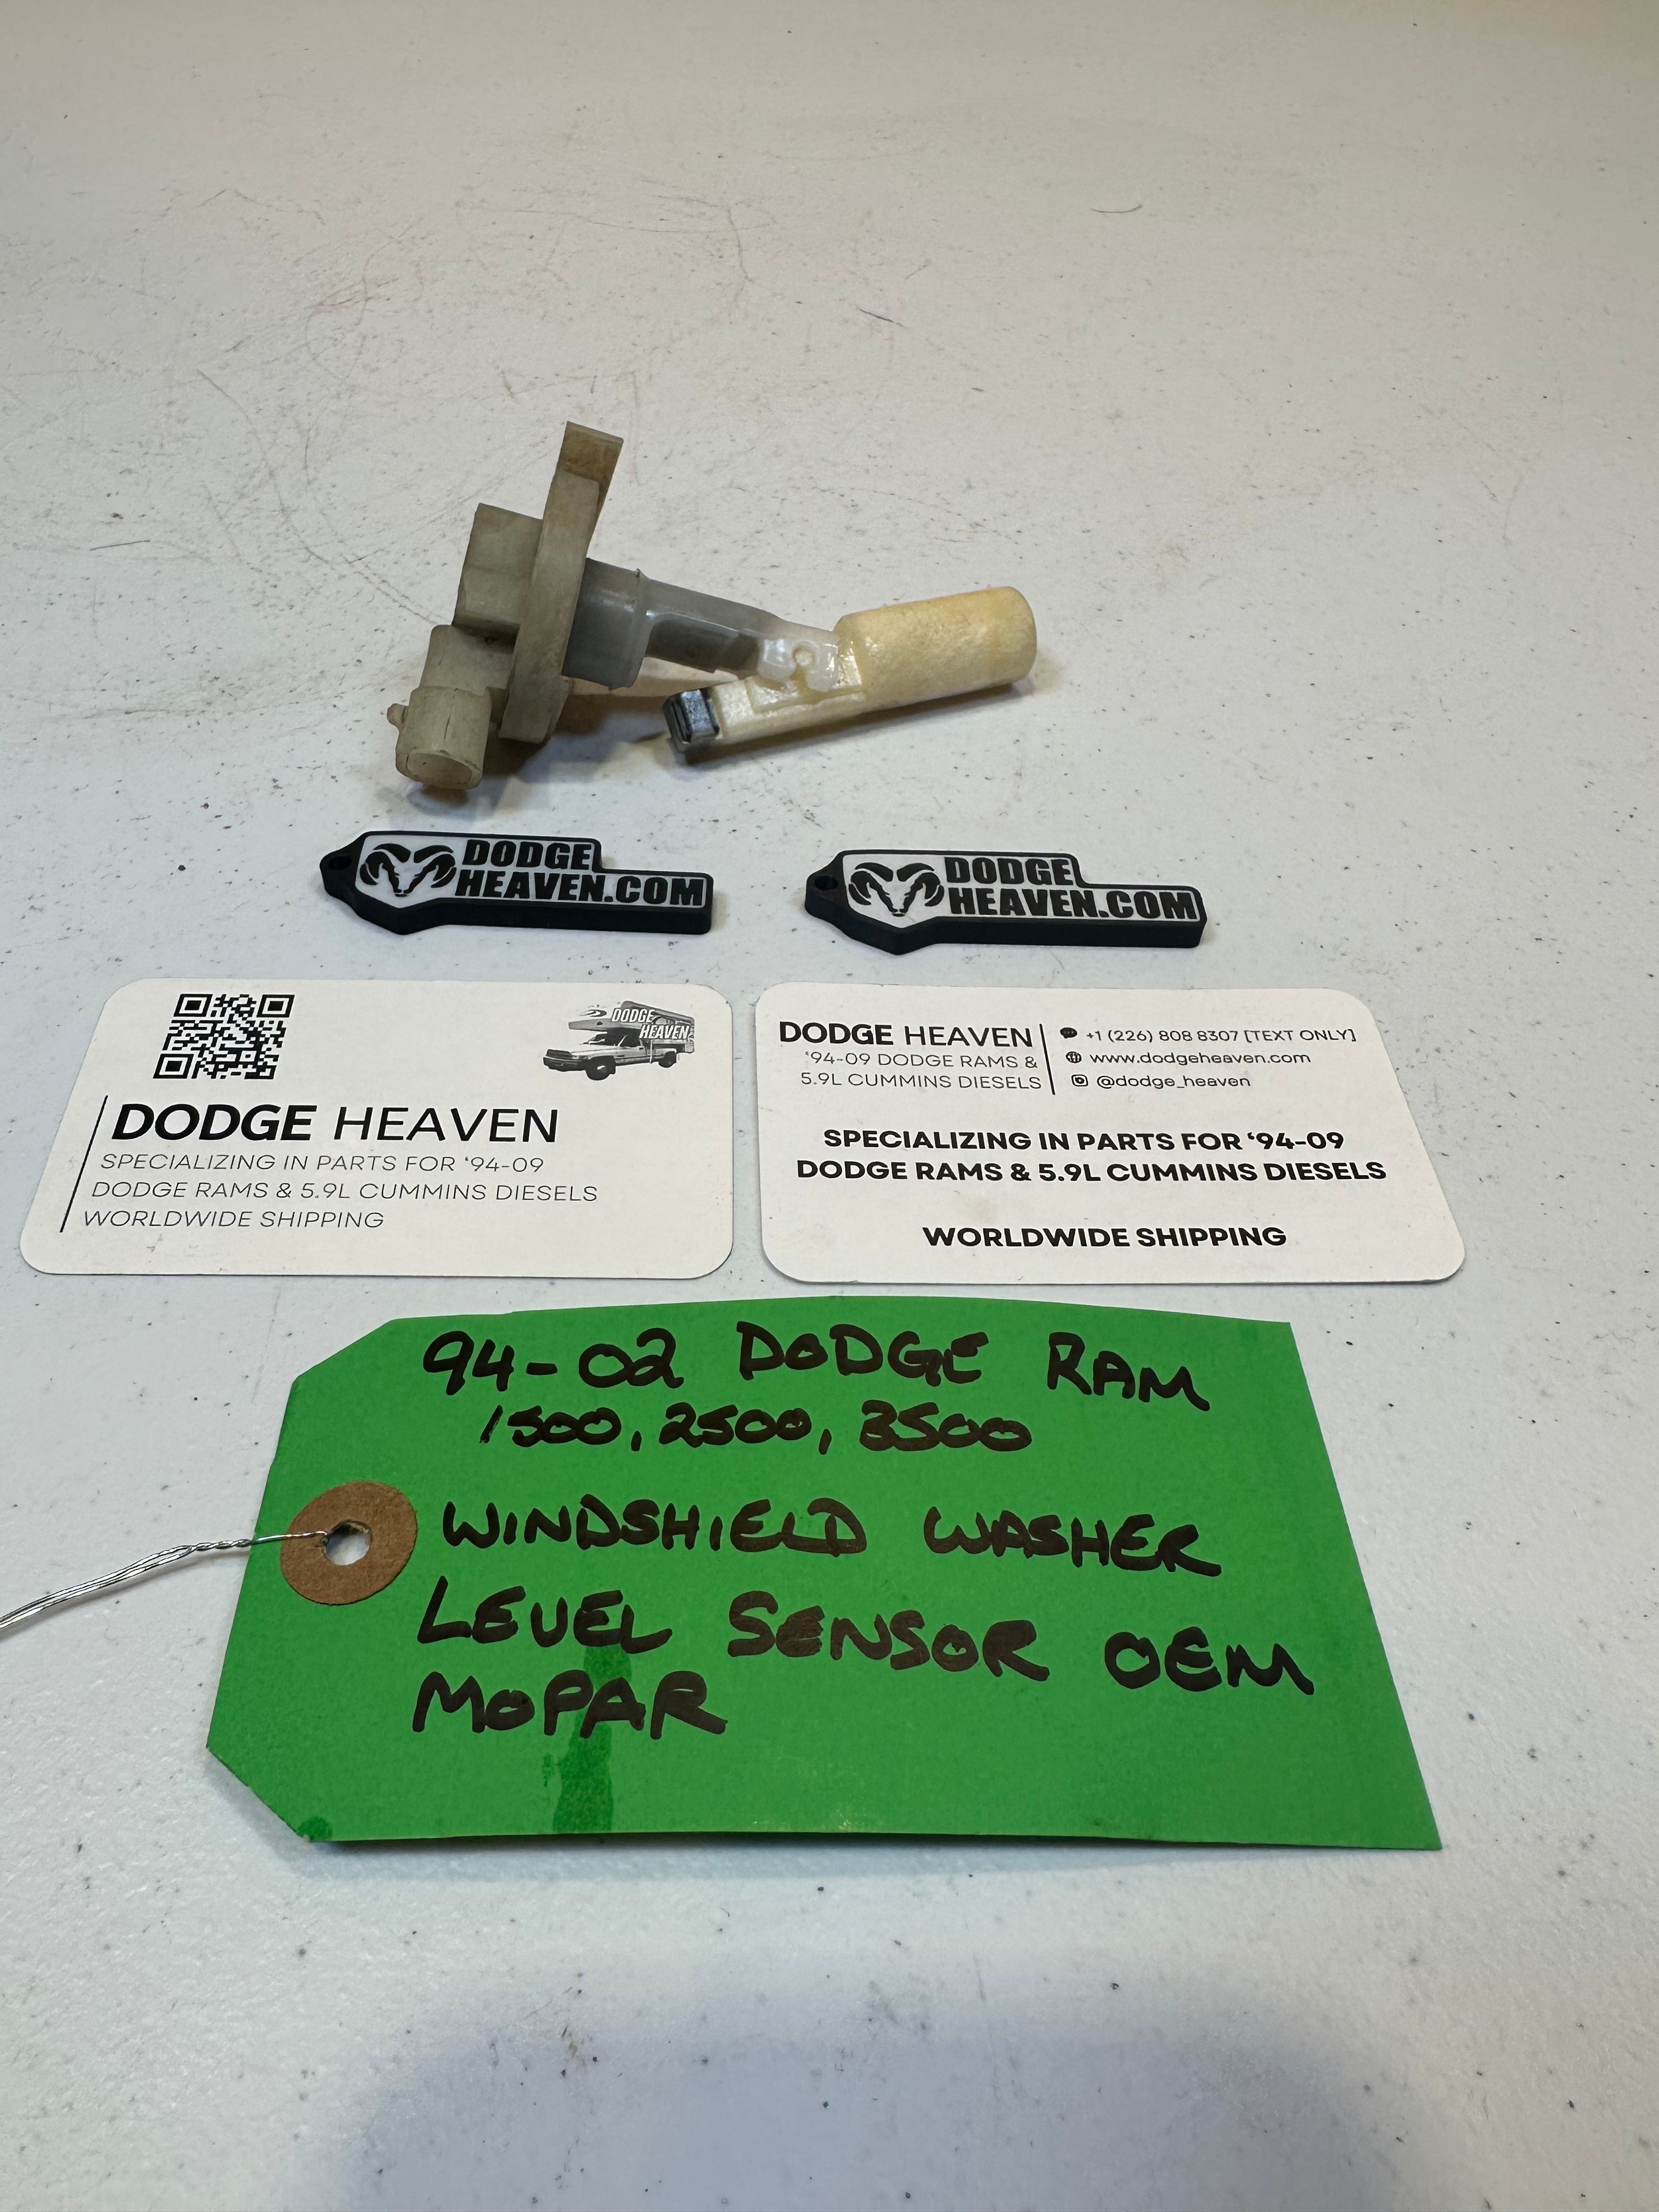 DODGE
HEAVEN.COM
DODGE
HEAVEN.COM
DODGE
HEAVEN
DODGE HEAVEN
SPECIALIZING IN PARTS FOR '94-09
DODGE RAMS & 5.9L CUMMINS DIESELS
WORLDWIDE SHIPPING
DODGE HEAVEN
'94-09 DODGE RAMS &
5.9L CUMMINS DIESELS
+1 (226) 808 8307 [TEXT ONLY]
www.dodgeheaven.com
@dodge_heaven
SPECIALIZING IN PARTS FOR '94-09
DODGE RAMS & 5.9L CUMMINS DIESELS
WORLDWIDE SHIPPING
94-02 DODGE RAM
1500, 2500, 3500
WINDSHIELD WASHER
LEVEL SENSOR OEM
MOPAR